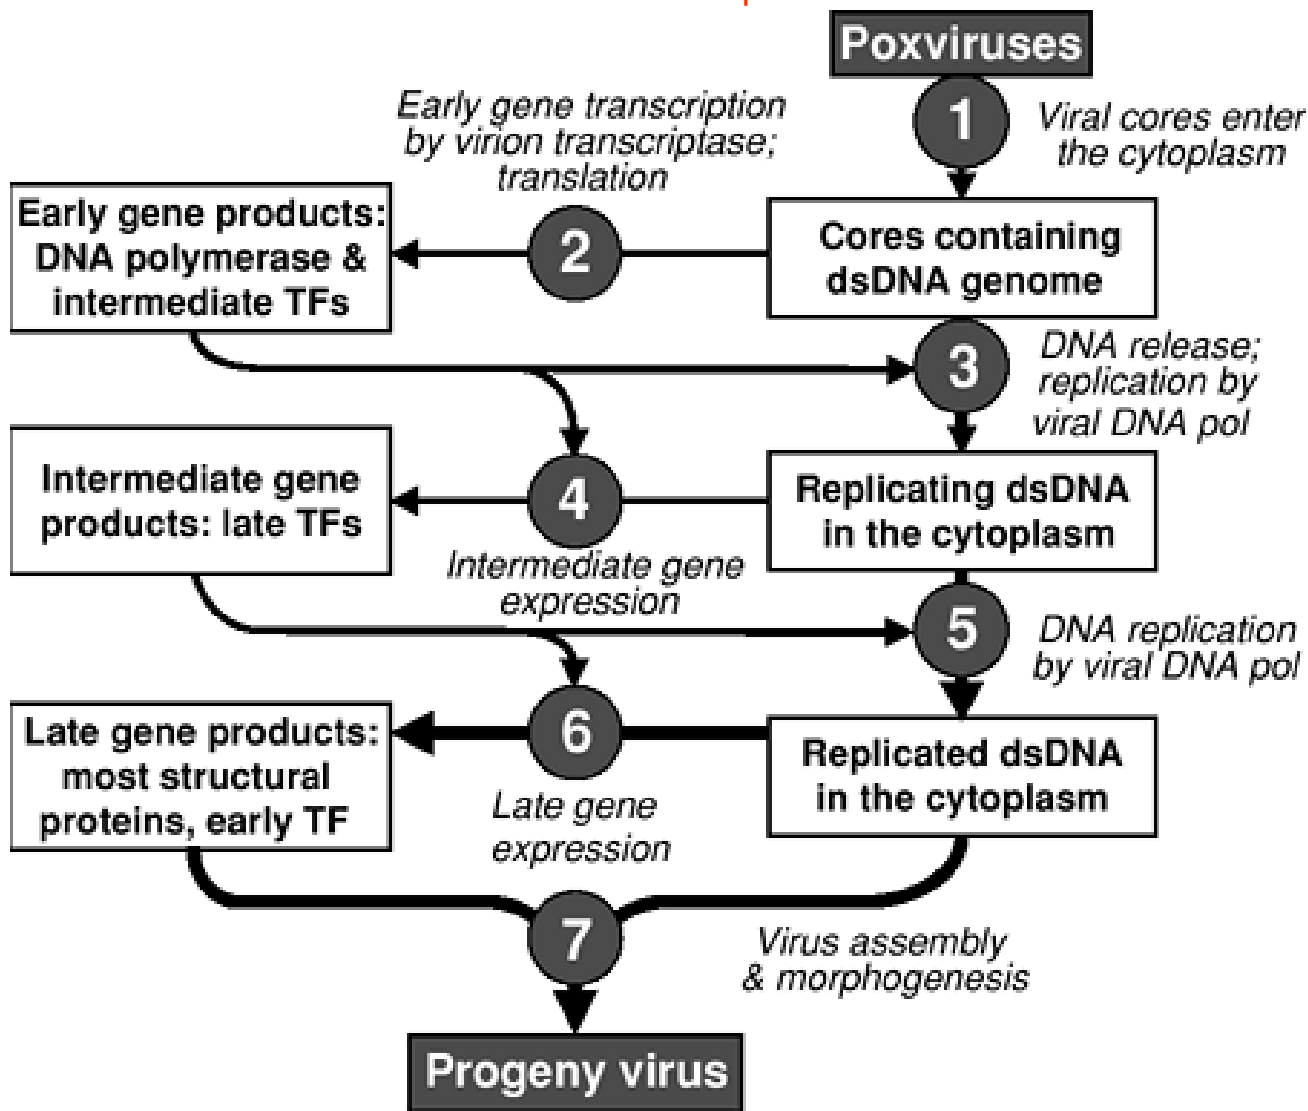 Poxviruses
1
Viral cores enter
the cytoplasm
Early gene transcription
by virion transcriptase;
translation
Early gene products:
DNA polymerase &
intermediate TFs
2
Cores containing
dsDNA genome
3
DNA release;
replication by
viral DNA pol
Intermediate gene
products: late TFs
4
Replicating dsDNA
in the cytoplasm
Intermediate gene
expression
5
DNA replication
by viral DNA pol
Late gene products:
most structural
proteins, early TF
6
Replicated dsDNA
in the cytoplasm
Late gene
expression
7
Virus assembly
& morphogenesis
Progeny virus